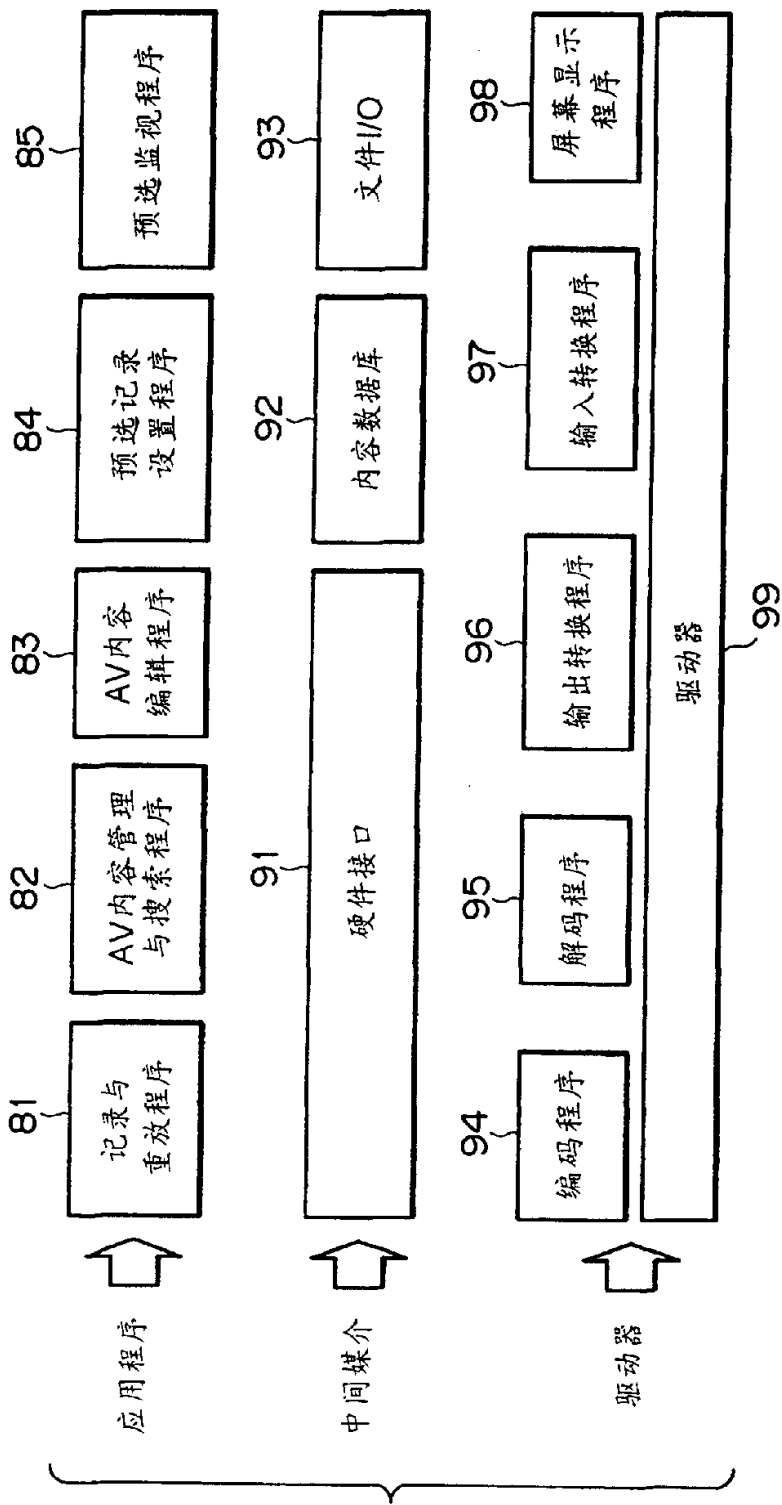 应用程序
81
记录与
重放程序
82
AV内容管理
与搜索程序
83
AV内容
编辑程序
84
预选记录
设置程序
85
预选监视程序
中间媒介
91
硬件接口
92
内容数据库
93
文件I/O
驱动器
94
编码程序
95
解码程序
96
输出转换程序
97
输入转换程序
98
屏幕显示
程序
驱动器
99